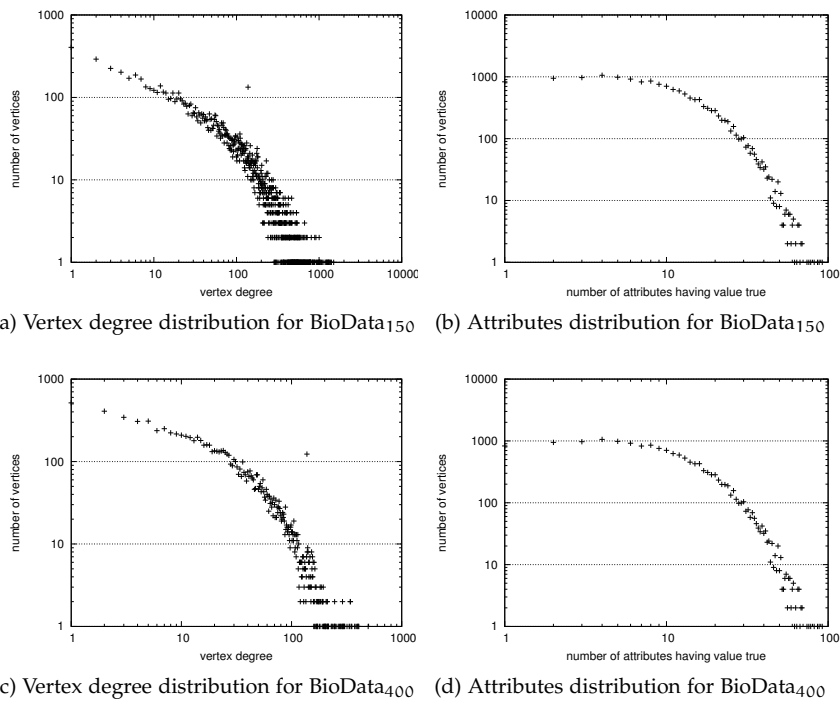 1000
100
10
1
number of vertices
1 10 100 1000 10000
vertex degree
a) Vertex degree distribution for BioData150
10000
1000
100
10
1
number of vertices
1 10 100
number of attributes having value true
(b) Attributes distribution for BioData150
1000
100
10
1
number of vertices
1 10 100 1000
vertex degree
c) Vertex degree distribution for BioData400
10000
1000
100
10
1
number of vertices
1 10 100
number of attributes having value true
(d) Attributes distribution for BioData400